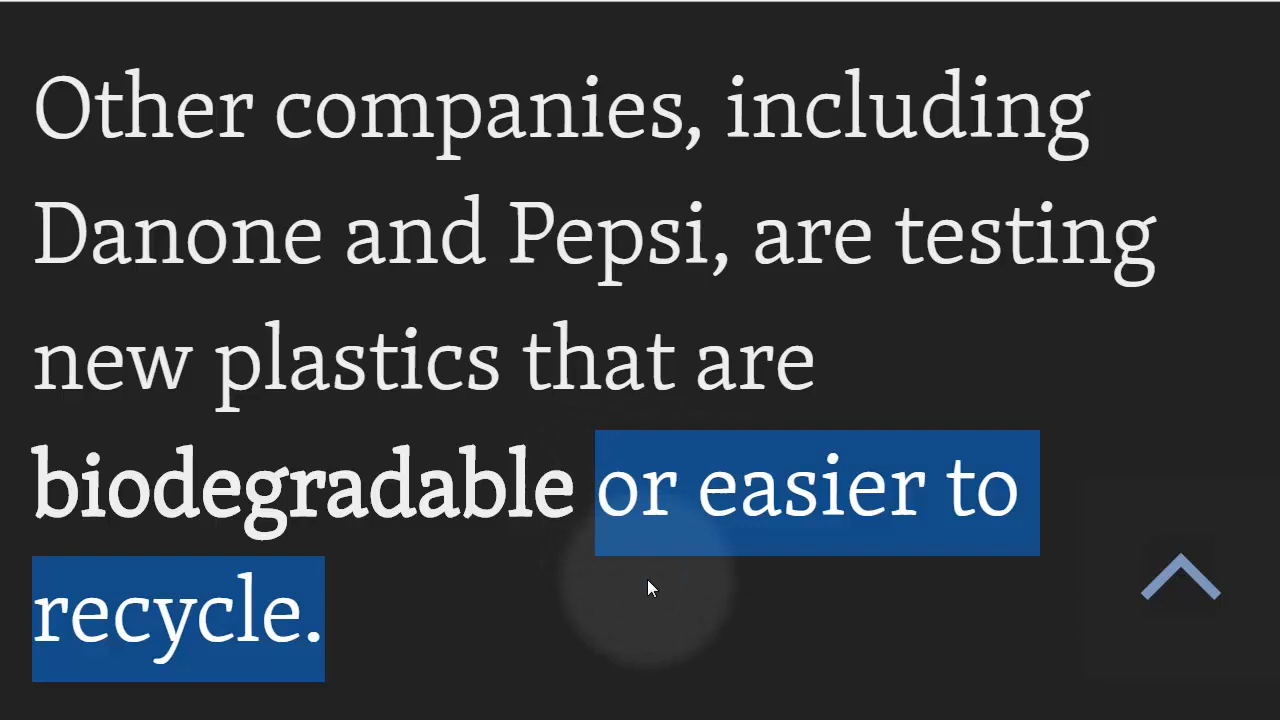 Other companies, including
Danone and Pepsi, are testing
new plastics that are
biodegradable or easier to
recycle.